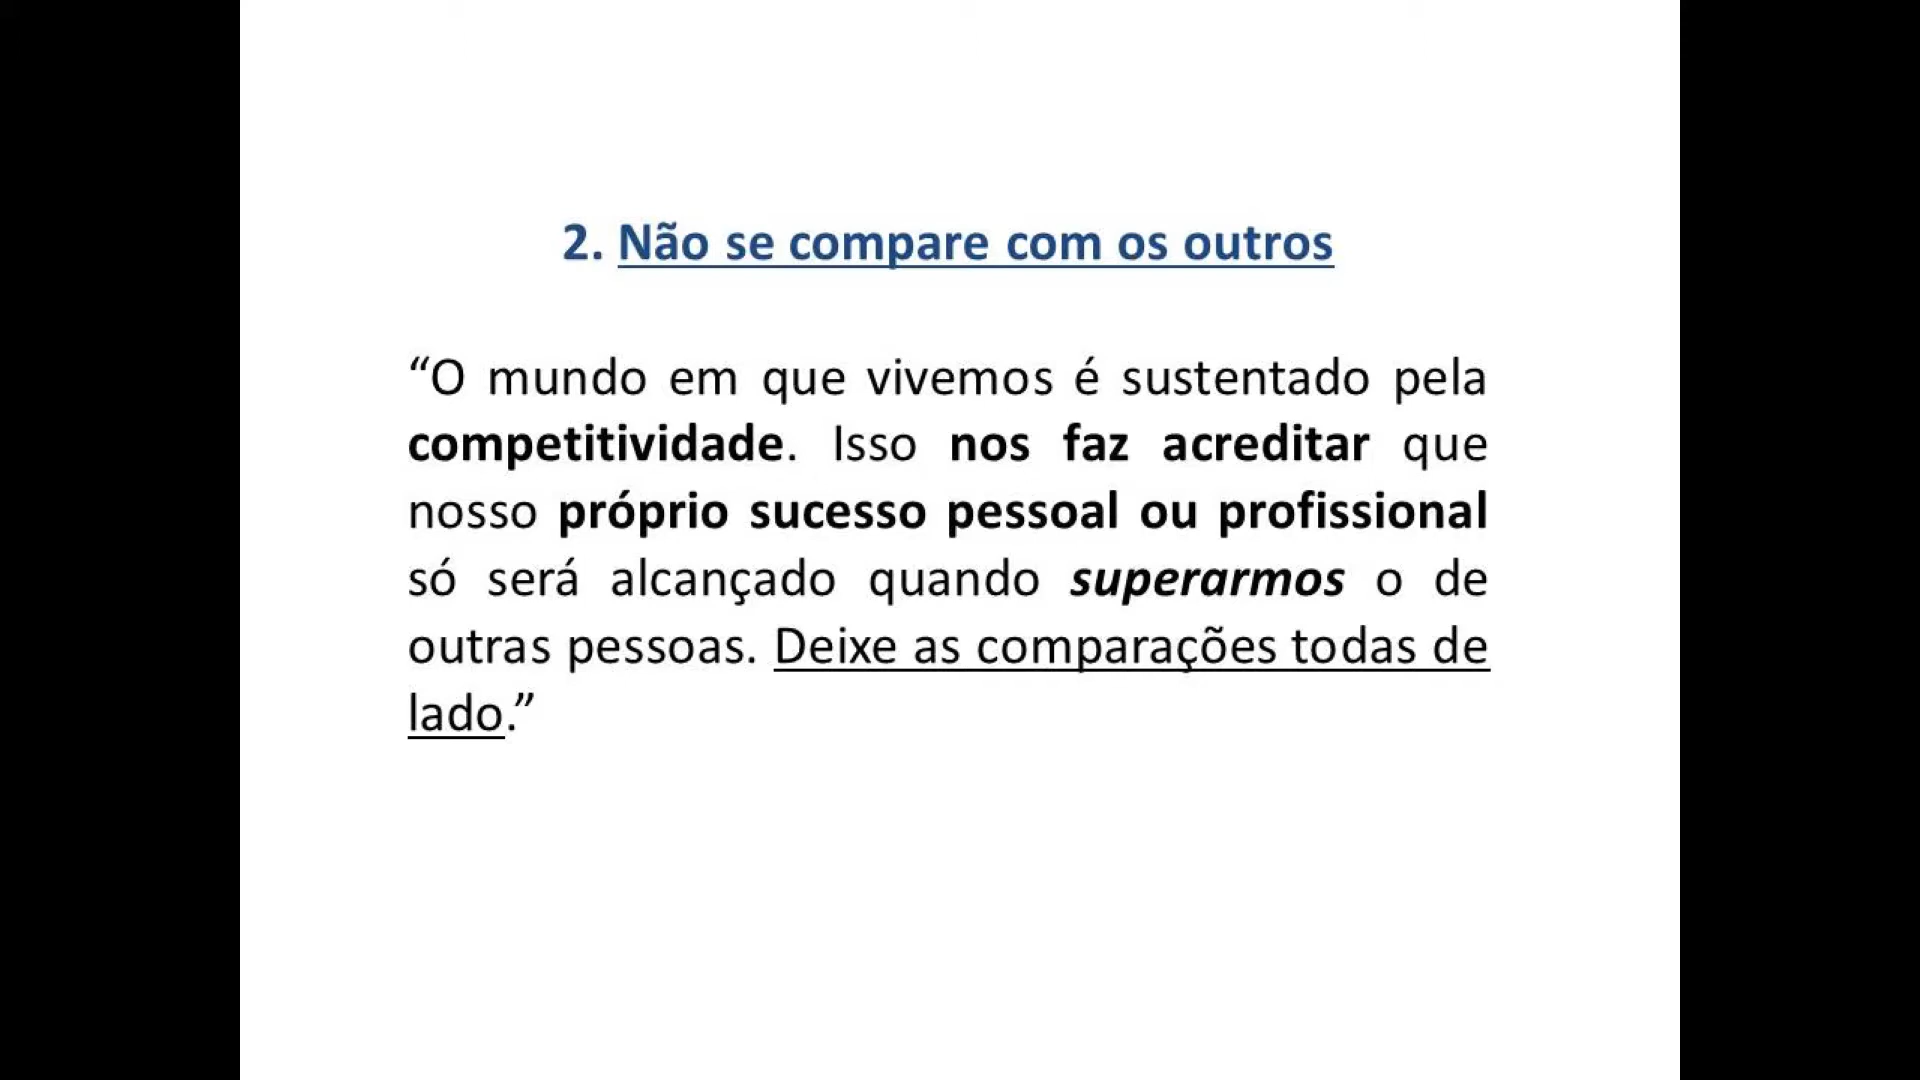 2. Não se compare com os outros
“O mundo em que vivemos é sustentado pela
competitividade. Isso nos faz acreditar que
nosso próprio sucesso pessoal ou profissional
só será alcançado quando superarmos o de
outras pessoas. Deixe as comparações todas de
lado.”